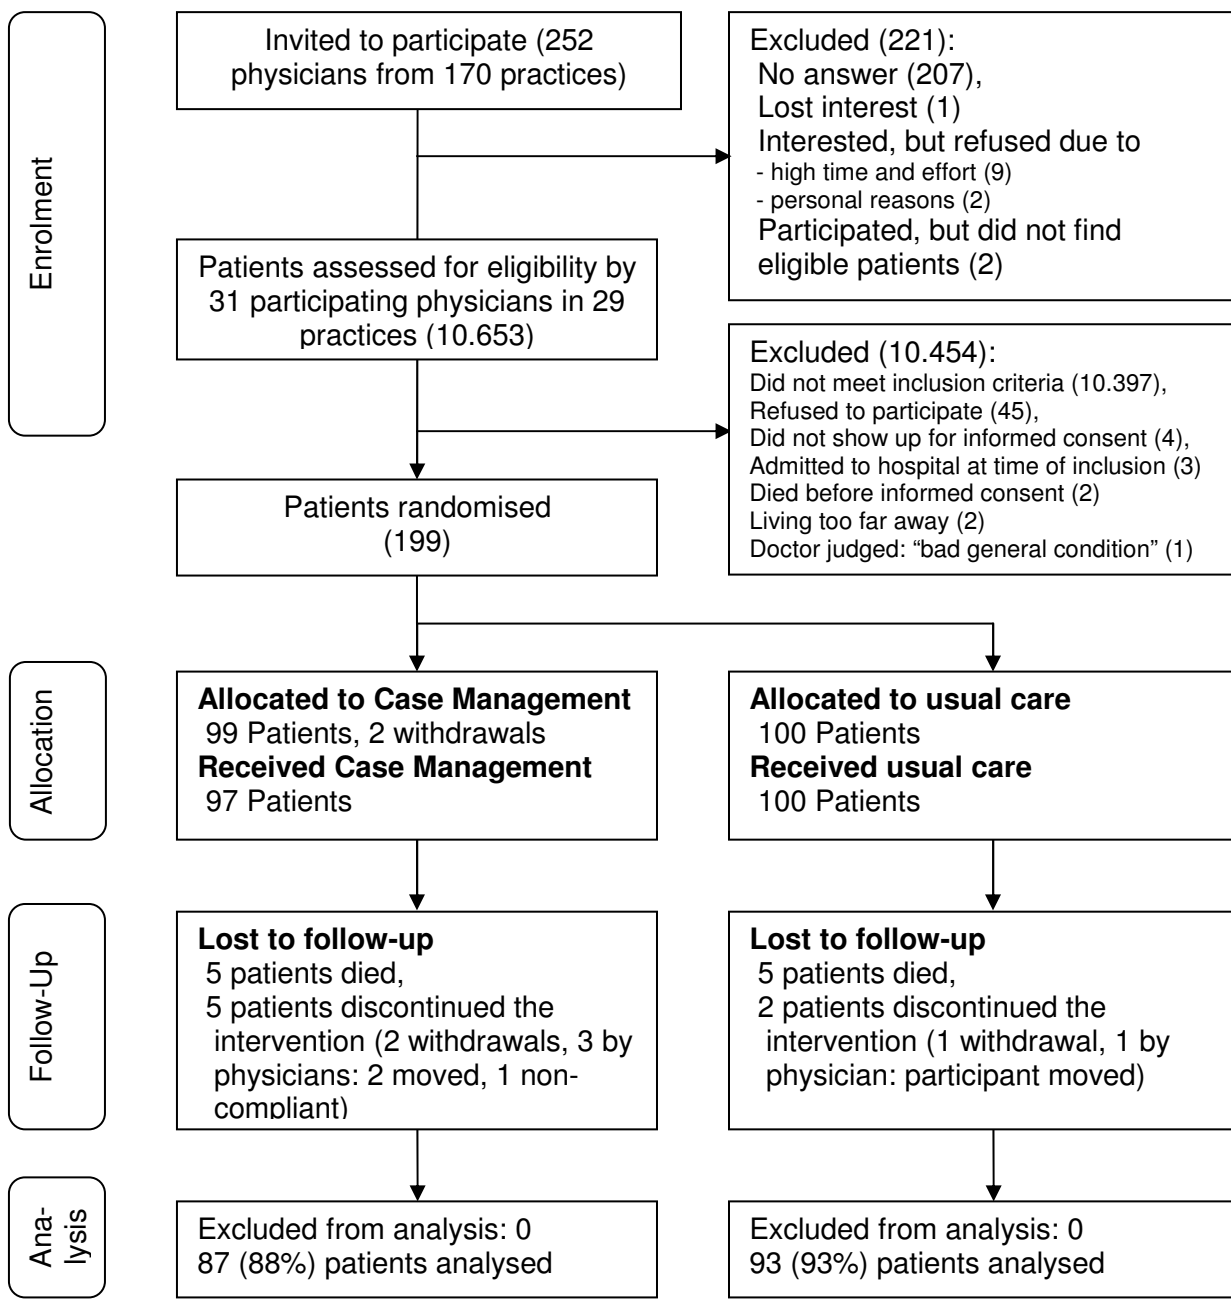 Enrolment
Invited to participate (252
physicians from 170 practices)
Excluded (221):
No answer (207),
Lost interest (1)
Interested, but refused due to
- high time and effort (9)
- personal reasons (2)
Participated, but did not find
eligible patients (2)
Patients assessed for eligibility by
31 participating physicians in 29
practices (10.653)
Excluded (10.454):
Did not meet inclusion criteria (10.397),
Refused to participate (45),
Did not show up for informed consent (4),
Admitted to hospital at time of inclusion (3)
Died before informed consent (2)
Living too far away (2)
Doctor judged: “bad general condition” (1)
Patients randomised
(199)
Allocation
Allocated to Case Management
99 Patients, 2 withdrawals
Received Case Management
97 Patients
Allocated to usual care
100 Patients
Received usual care
100 Patients
Follow-Up
Lost to follow-up
5 patients died,
5 patients discontinued the
intervention (2 withdrawals, 3 by
physicians: 2 moved, 1 non-
compliant)
Lost to follow-up
5 patients died,
2 patients discontinued the
intervention (1 withdrawal, 1 by
physician: participant moved)
Ana-
lysis
Excluded from analysis: 0
87 (88%) patients analysed
Excluded from analysis: 0
93 (93%) patients analysed